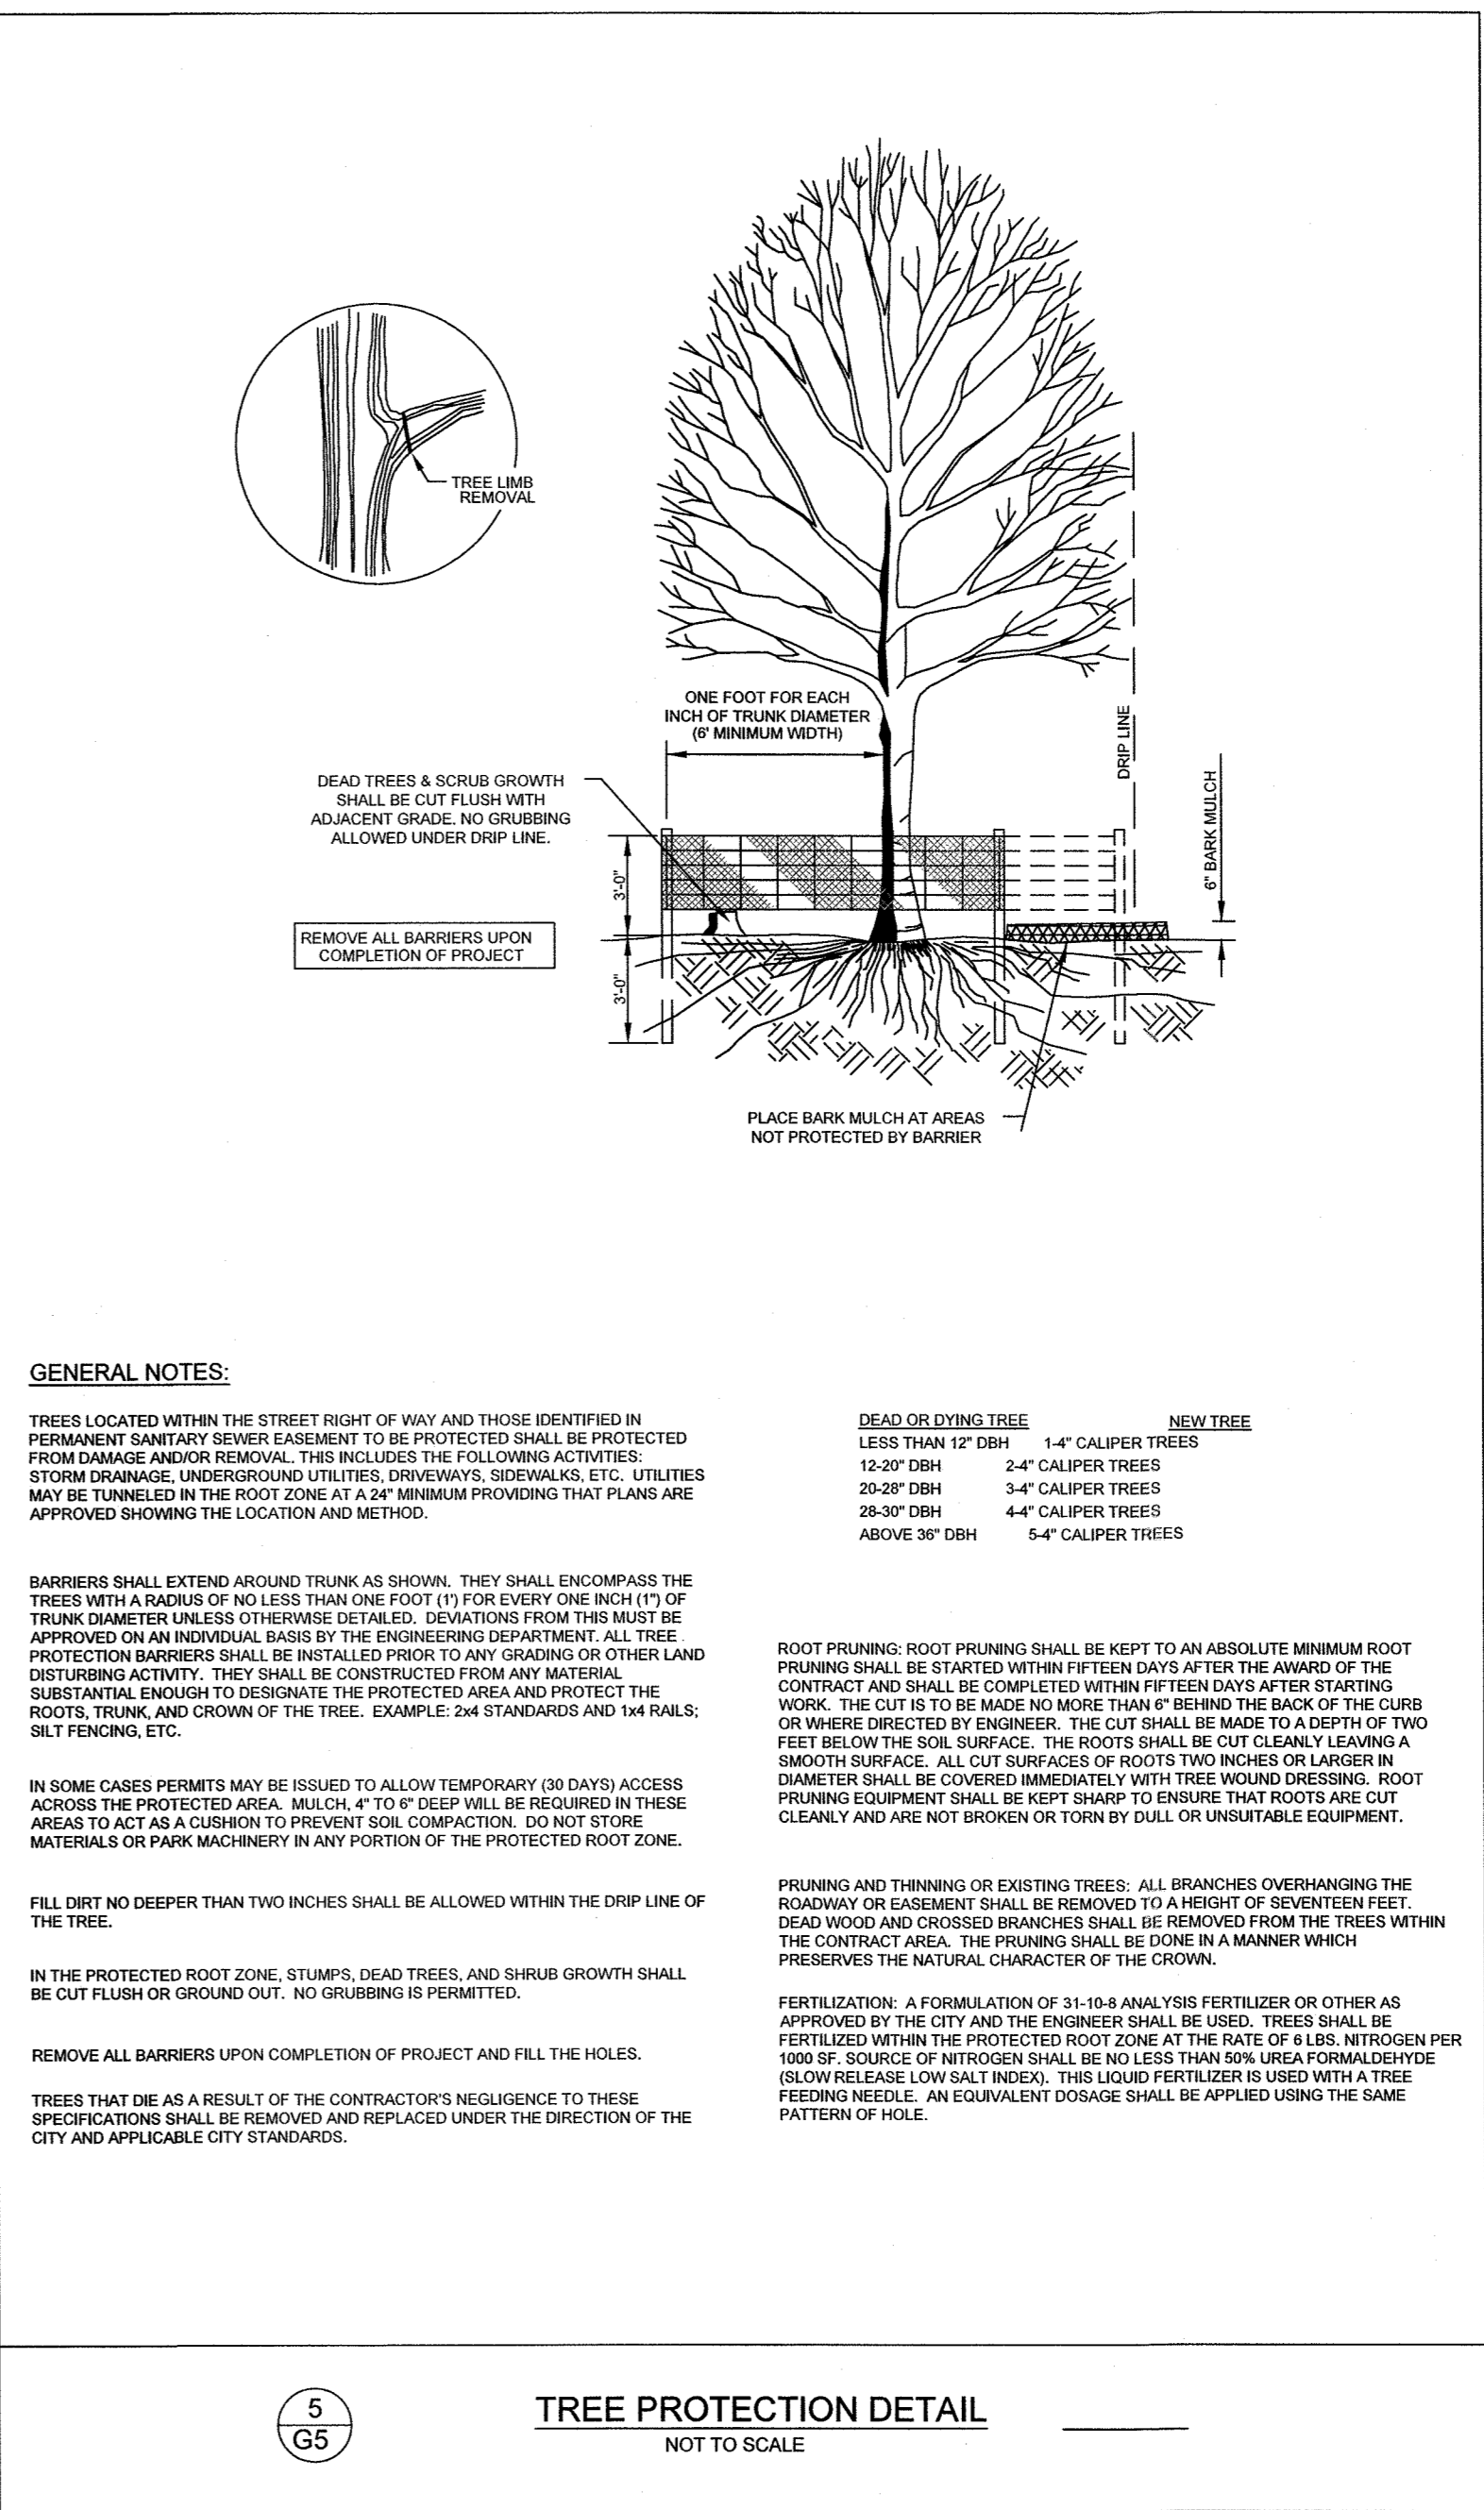 TREE LIMB
REMOVAL
ONE FOOT FOR EACH
INCH OF TRUNK DIAMETER
(6' MINIMUM WIDTH)
DRIP LINE
6" BARK MULCH
DEAD TREES & SCRUB GROWTH
SHALL BE CUT FLUSH WITH
ADJACENT GRADE. NO GRUBBING
ALLOWED UNDER DRIP LINE.
3'-0"
REMOVE ALL BARRIERS UPON
COMPLETION OF PROJECT
3'-0"
PLACE BARK MULCH AT AREAS
NOT PROTECTED BY BARRIER
GENERAL NOTES:
TREES LOCATED WITHIN THE STREET RIGHT OF WAY AND THOSE IDENTIFIED IN
PERMANENT SANITARY SEWER EASEMENT TO BE PROTECTED SHALL BE PROTECTED
FROM DAMAGE AND/OR REMOVAL. THIS INCLUDES THE FOLLOWING ACTIVITIES:
STORM DRAINAGE, UNDERGROUND UTILITIES, DRIVEWAYS, SIDEWALKS, ETC. UTILITIES
MAY BE TUNNELED IN THE ROOT ZONE AT A 24" MINIMUM PROVIDING THAT PLANS ARE
APPROVED SHOWING THE LOCATION AND METHOD.
BARRIERS SHALL EXTEND AROUND TRUNK AS SHOWN. THEY SHALL ENCOMPASS THE
TREES WITH A RADIUS OF NO LESS THAN ONE FOOT (1') FOR EVERY ONE INCH (1") OF
TRUNK DIAMETER UNLESS OTHERWISE DETAILED. DEVIATIONS FROM THIS MUST BE
APPROVED ON AN INDIVIDUAL BASIS BY THE ENGINEERING DEPARTMENT. ALL TREE
PROTECTION BARRIERS SHALL BE INSTALLED PRIOR TO ANY GRADING OR OTHER LAND
DISTURBING ACTIVITY. THEY SHALL BE CONSTRUCTED FROM ANY MATERIAL
SUBSTANTIAL ENOUGH TO DESIGNATE THE PROTECTED AREA AND PROTECT THE
ROOTS, TRUNK, AND CROWN OF THE TREE. EXAMPLE: 2x4 STANDARDS AND 1x4 RAILS;
SILT FENCING, ETC.
IN SOME CASES PERMITS MAY BE ISSUED TO ALLOW TEMPORARY (30 DAYS) ACCESS
ACROSS THE PROTECTED AREA. MULCH, 4" TO 6" DEEP WILL BE REQUIRED IN THESE
AREAS TO ACT AS A CUSHION TO PREVENT SOIL COMPACTION. DO NOT STORE
MATERIALS OR PARK MACHINERY IN ANY PORTION OF THE PROTECTED ROOT ZONE.
FILL DIRT NO DEEPER THAN TWO INCHES SHALL BE ALLOWED WITHIN THE DRIP LINE OF
THE TREE.
IN THE PROTECTED ROOT ZONE, STUMPS, DEAD TREES, AND SHRUB GROWTH SHALL
BE CUT FLUSH OR GROUND OUT. NO GRUBBING IS PERMITTED.
REMOVE ALL BARRIERS UPON COMPLETION OF PROJECT AND FILL THE HOLES.
TREES THAT DIE AS A RESULT OF THE CONTRACTOR'S NEGLIGENCE TO THESE
SPECIFICATIONS SHALL BE REMOVED AND REPLACED UNDER THE DIRECTION OF THE
CITY AND APPLICABLE CITY STANDARDS.
DEAD OR DYING TREE NEW TREE
LESS THAN 12" DBH 1-4" CALIPER TREES
12-20" DBH 2-4" CALIPER TREES
20-28" DBH 3-4" CALIPER TREES
28-30" DBH 4-4" CALIPER TREES
ABOVE 36" DBH 5-4" CALIPER TREES
ROOT PRUNING: ROOT PRUNING SHALL BE KEPT TO AN ABSOLUTE MINIMUM ROOT
PRUNING SHALL BE STARTED WITHIN FIFTEEN DAYS AFTER THE AWARD OF THE
CONTRACT AND SHALL BE COMPLETED WITHIN FIFTEEN DAYS AFTER STARTING
WORK. THE CUT IS TO BE MADE NO MORE THAN 6" BEHIND THE BACK OF THE CURB
OR WHERE DIRECTED BY ENGINEER. THE CUT SHALL BE MADE TO A DEPTH OF TWO
FEET BELOW THE SOIL SURFACE. THE ROOTS SHALL BE CUT CLEANLY LEAVING A
SMOOTH SURFACE. ALL CUT SURFACES OF ROOTS TWO INCHES OR LARGER IN
DIAMETER SHALL BE COVERED IMMEDIATELY WITH TREE WOUND DRESSING. ROOT
PRUNING EQUIPMENT SHALL BE KEPT SHARP TO ENSURE THAT ROOTS ARE CUT
CLEANLY AND ARE NOT BROKEN OR TORN BY DULL OR UNSUITABLE EQUIPMENT.
PRUNING AND THINNING OR EXISTING TREES: ALL BRANCHES OVERHANGING THE
ROADWAY OR EASEMENT SHALL BE REMOVED TO A HEIGHT OF SEVENTEEN FEET.
DEAD WOOD AND CROSSED BRANCHES SHALL BE REMOVED FROM THE TREES WITHIN
THE CONTRACT AREA. THE PRUNING SHALL BE DONE IN A MANNER WHICH
PRESERVES THE NATURAL CHARACTER OF THE CROWN.
FERTILIZATION: A FORMULATION OF 31-10-8 ANALYSIS FERTILIZER OR OTHER AS
APPROVED BY THE CITY AND THE ENGINEER SHALL BE USED. TREES SHALL BE
FERTILIZED WITHIN THE PROTECTED ROOT ZONE AT THE RATE OF 6 LBS. NITROGEN PER
1000 SF. SOURCE OF NITROGEN SHALL BE NO LESS THAN 50% UREA FORMALDEHYDE
(SLOW RELEASE LOW SALT INDEX). THIS LIQUID FERTILIZER IS USED WITH A TREE
FEEDING NEEDLE. AN EQUIVALENT DOSAGE SHALL BE APPLIED USING THE SAME
PATTERN OF HOLE.
5
G5
TREE PROTECTION DETAIL
NOT TO SCALE